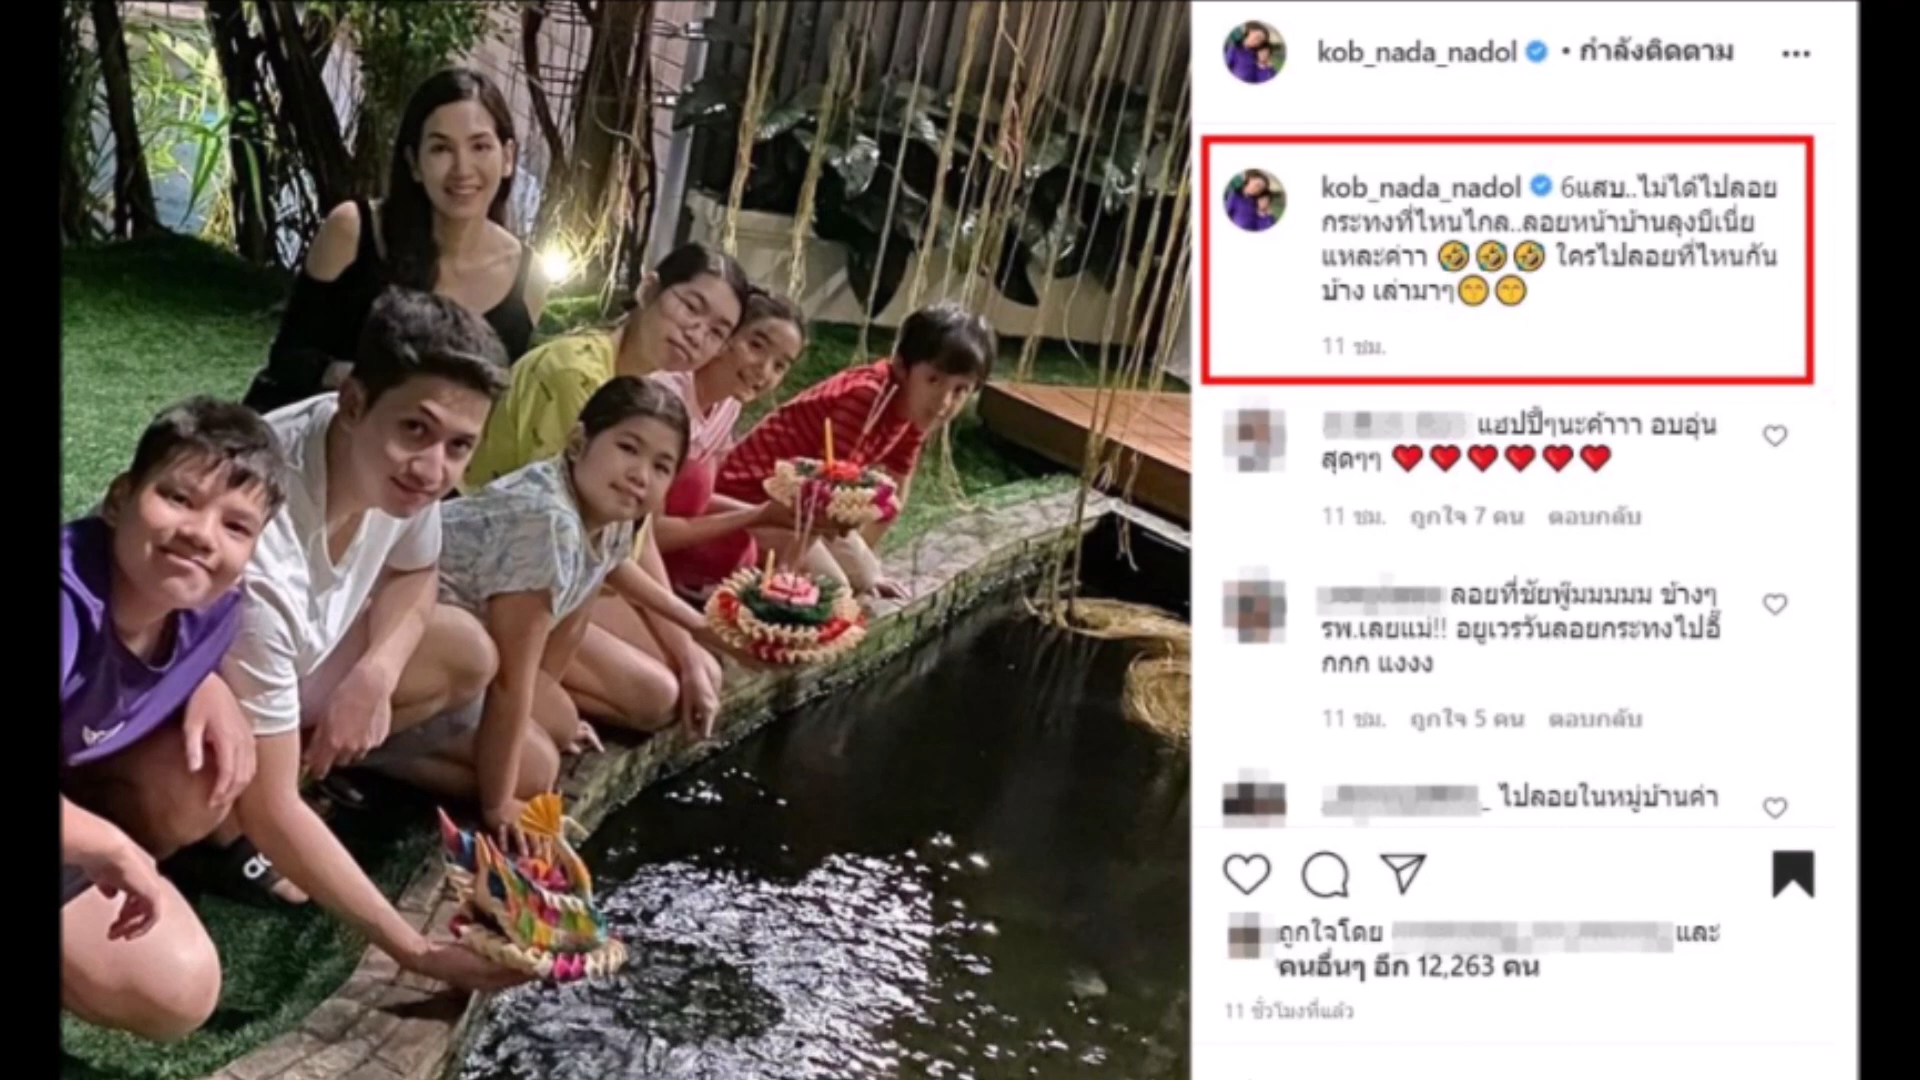 kob_nada_nadol • กำลังติดตาม
kob_nada_nadol 6แสบ..ไม่ได้ไปลอย
กระทงที่ไหนไกล..ลอยหน้าบ้านลุงบีเนี่ย
แหละค่าา 🤣🤣🤣 ใครไปลอยที่ไหนกัน
บ้าง เล่ามาๆ😙😙
11 ชม.
แฮปปี้ๆนะค้าาา อบอุ่น
สุดๆๆ ❤️❤️❤️❤️❤️❤️
11 ชม. ถูกใจ 7 คน ตอบกลับ
ลอยที่ชัยพู๊มมมมม ข้างๆ
รพ.เลยแม่!! อยู่เวรวันลอยกระทงไปอี๊
กกก แงงง
11 ชม. ถูกใจ 5 คน ตอบกลับ
ไปลอยในหมู่บ้านค่า
ถูกใจโดย และ
คนอื่นๆ อีก 12,263 คน
11 ชั่วโมงที่แล้ว